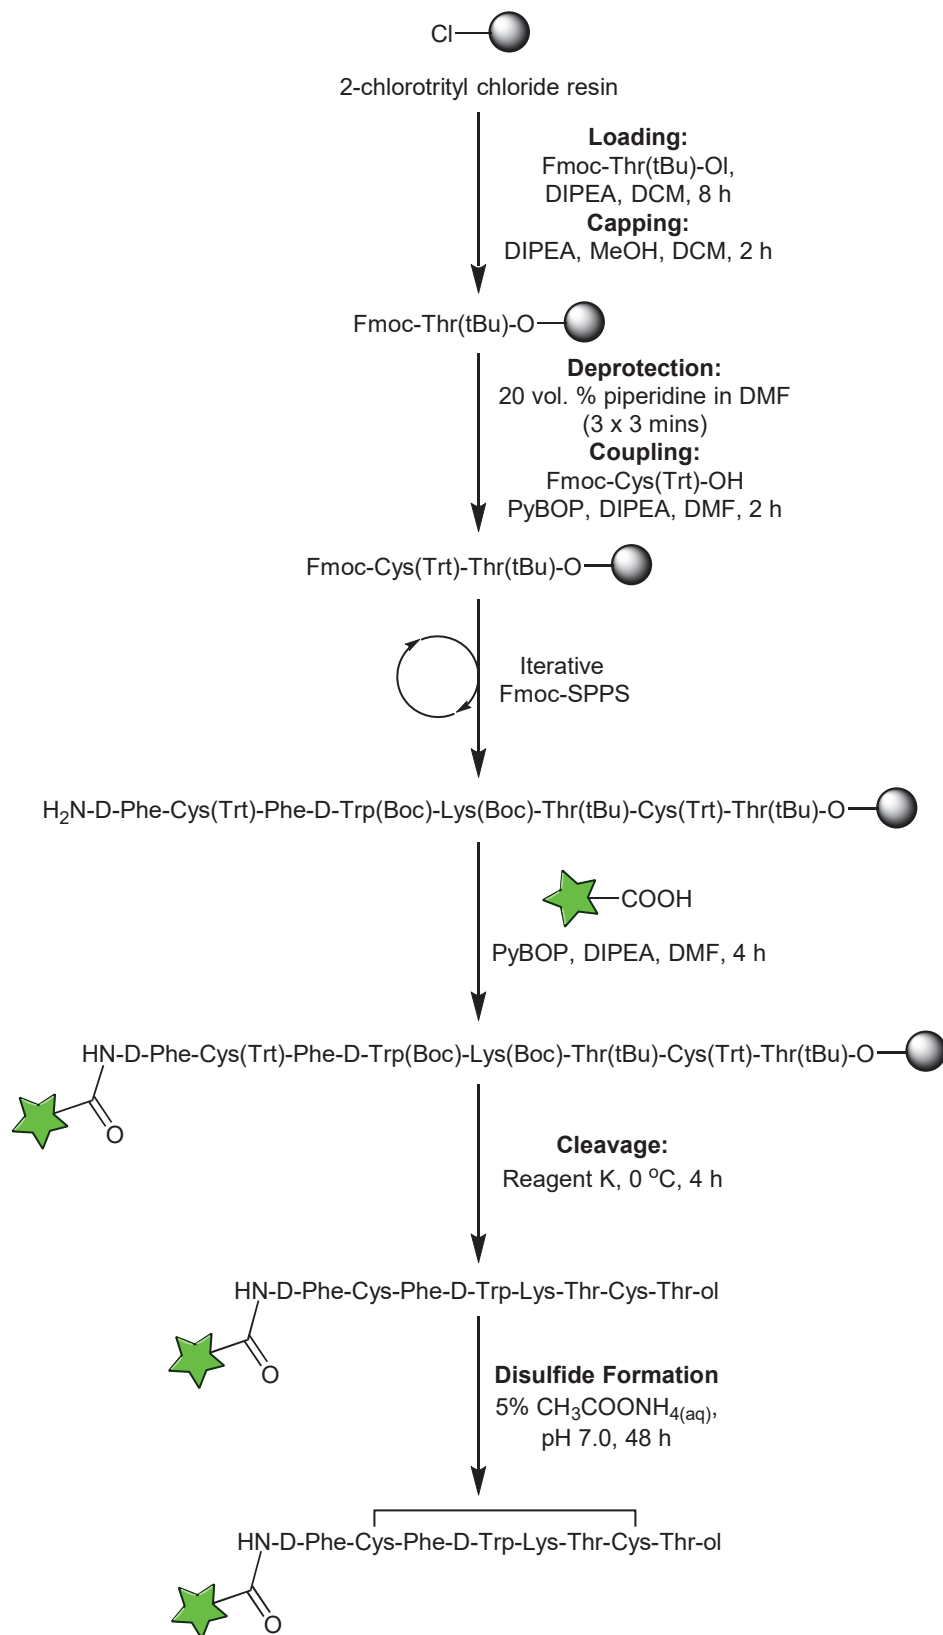 Cl
2-chlorotrityl chloride resin
Loading:
Fmoc-Thr(tBu)-Ol,
DIPEA, DCM, 8 h
Capping:
DIPEA, MeOH, DCM, 2 h
Fmoc-Thr(tBu)-O
Deprotection:
20 vol. % piperidine in DMF
(3 x 3 mins)
Coupling:
Fmoc-Cys(Trt)-OH
PyBOP, DIPEA, DMF, 2 h
Fmoc-Cys(Trt)-Thr(tBu)-O
Iterative
Fmoc-SPPS
H₂N-D-Phe-Cys(Trt)-Phe-D-Trp(Boc)-Lys(Boc)-Thr(tBu)-Cys(Trt)-Thr(tBu)-O
COOH
PyBOP, DIPEA, DMF, 4 h
HN-D-Phe-Cys(Trt)-Phe-D-Trp(Boc)-Lys(Boc)-Thr(tBu)-Cys(Trt)-Thr(tBu)-O
O
Cleavage:
Reagent K, 0 °C, 4 h
HN-D-Phe-Cys-Phe-D-Trp-Lys-Thr-Cys-Thr-ol
O
Disulfide Formation
5% CH₃COONH₄₍ₐq₎,
pH 7.0, 48 h
HN-D-Phe-Cys-Phe-D-Trp-Lys-Thr-Cys-Thr-ol
O